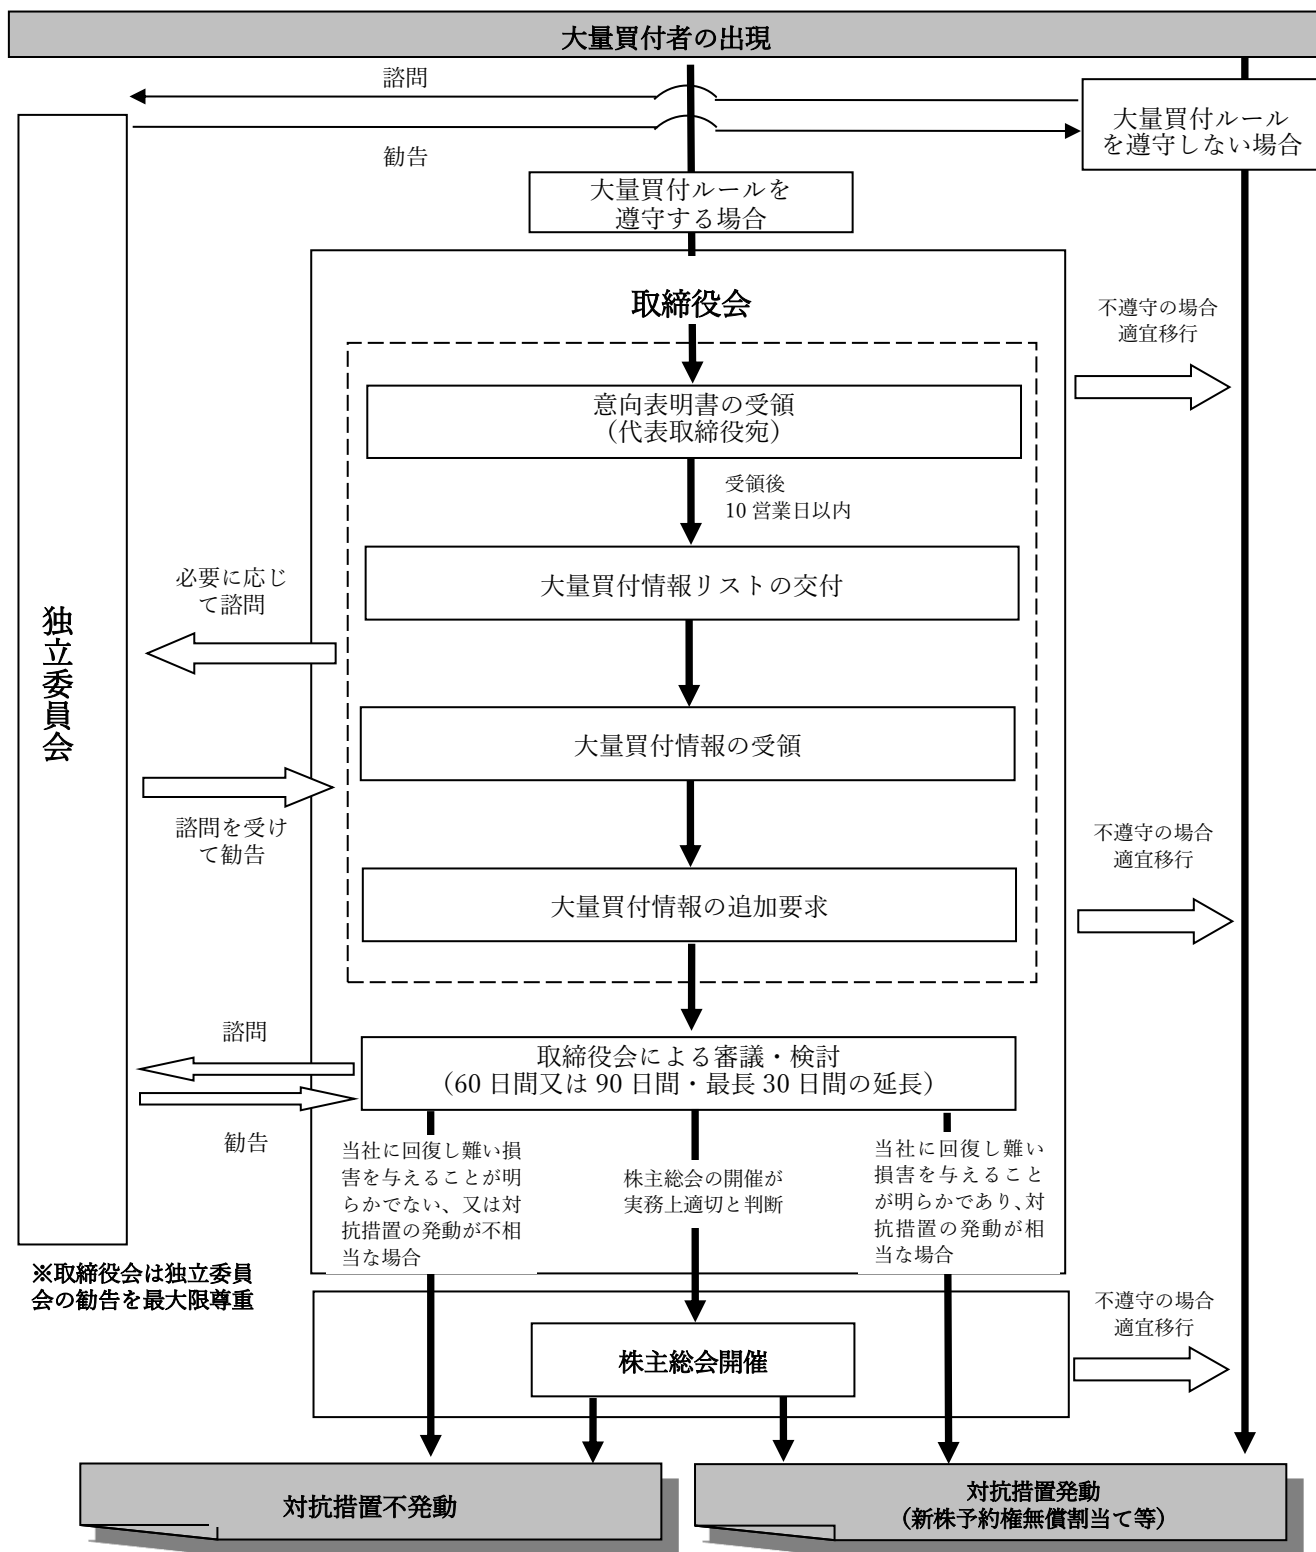 大量買付者の出現
諮問
大量買付ルール
を遵守しない場合
勧告
大量買付ルールを
遵守する場合
取締役会
不遵守の場合
適宜移行
意向表明書の受領
（代表取締役宛）
受領後
10 営業日以内
大量買付情報リストの交付
必要に応じ
て諮問
独立委員会
大量買付情報の受領
諮問を受け
て勧告
不遵守の場合
適宜移行
大量買付情報の追加要求
諮問
取締役会による審議・検討
（60 日間又は 90 日間・最長 30 日間の延長）
勧告
当社に回復し難い損
害を与えることが明
らかでない、又は対
抗措置の発動が不相
当な場合
株主総会の開催が
実務上適切と判断
当社に回復し難い
損害を与えること
が明らかであり、対
抗措置の発動が相
当な場合
※取締役会は独立委員
会の勧告を最大限尊重
不遵守の場合
適宜移行
株主総会開催
対抗措置不発動
対抗措置発動
（新株予約権無償割当て等）